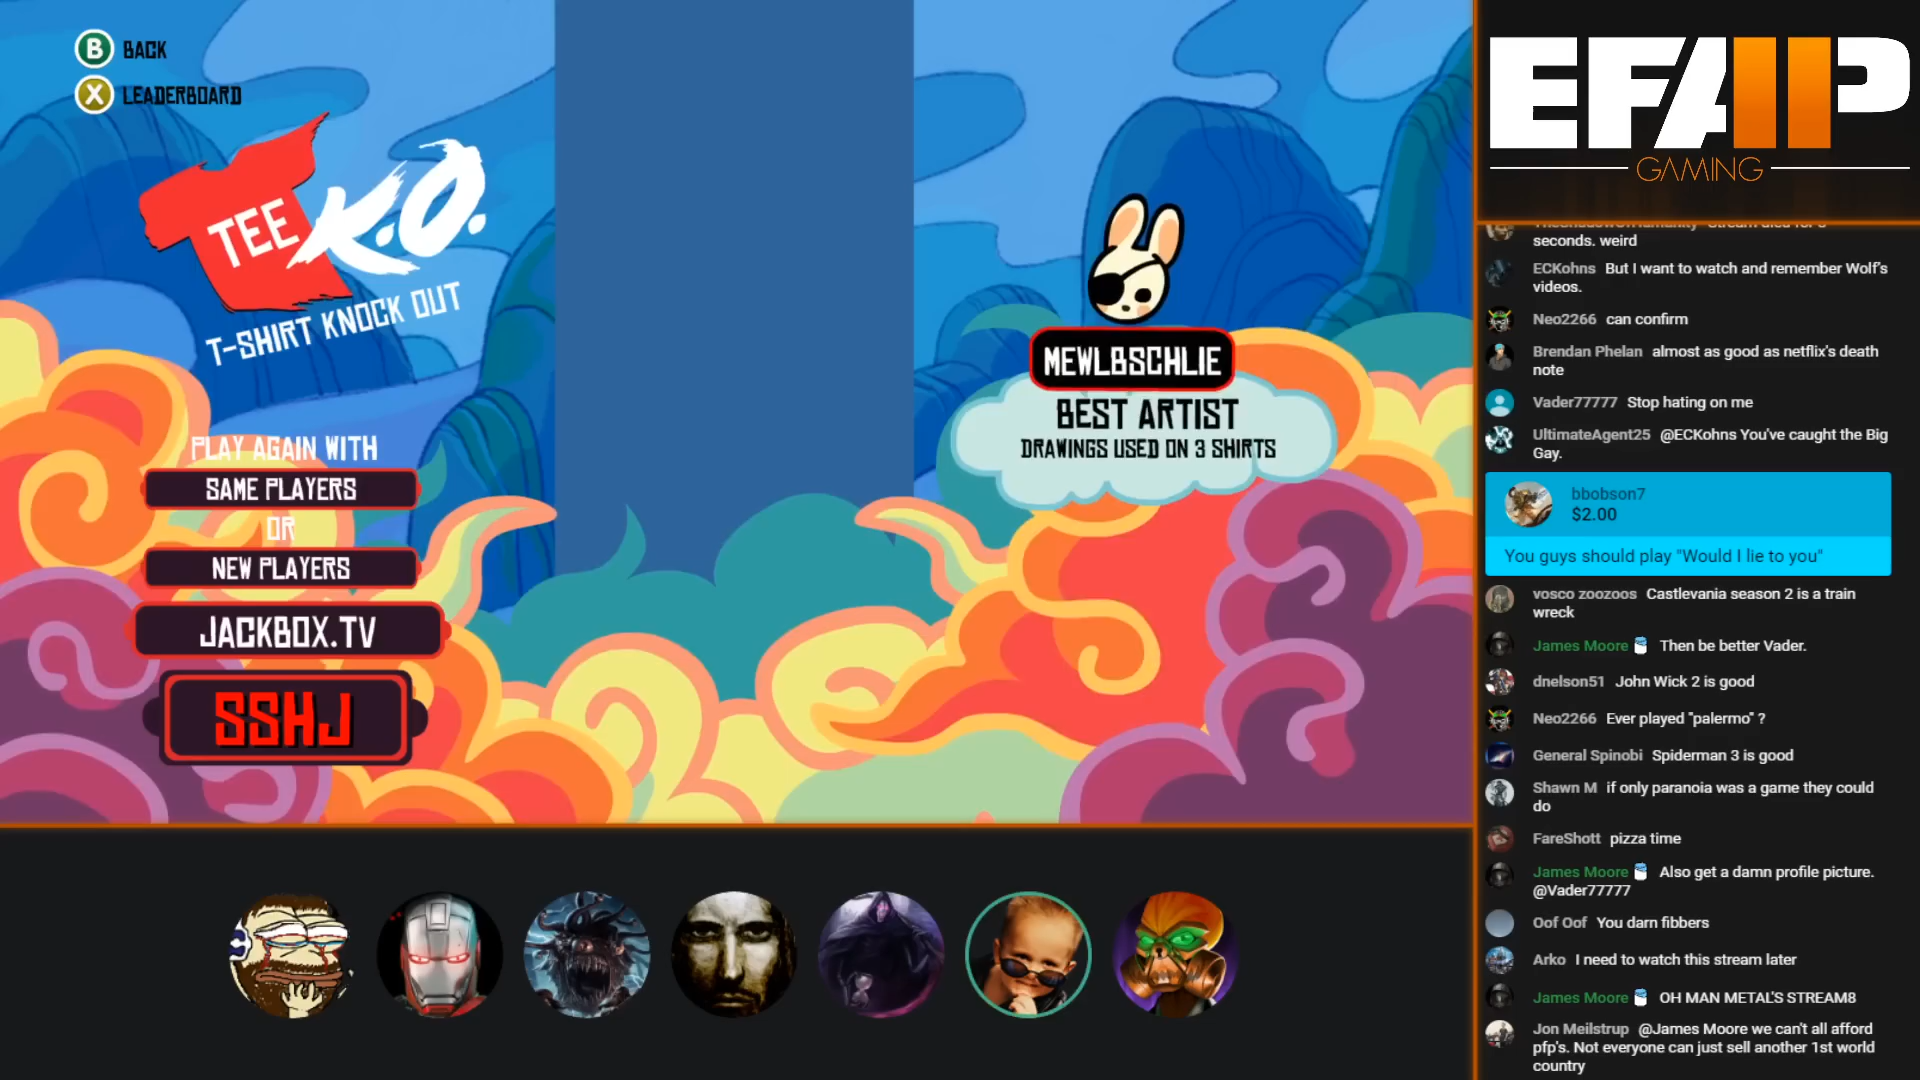 B BACK
X LEADERBOARD
TEE K.O.
T-SHIRT KNOCK OUT
PLAY AGAIN WITH
SAME PLAYERS
OR
NEW PLAYERS
JACKBOX.TV
SSHJ
MEWLBSCHLIE
BEST ARTIST
DRAWINGS USED ON 3 SHIRTS
EFAP
GAMING
seconds. weird
ECKohns But I want to watch and remember Wolf's
videos.
Neo2266 can confirm
Brendan Phelan almost as good as netflix's death
note
Vader77777 Stop hating on me
UltimateAgent25 @ECKohns You've caught the Big
Gay.
bbobson7
$2.00
You guys should play "Would I lie to you"
vosco zoozoos Castlevania season 2 is a train
wreck
James Moore Then be better Vader.
dnelson51 John Wick 2 is good
Neo2266 Ever played "palermo" ?
General Spinobi Spiderman 3 is good
Shawn M if only paranoia was a game they could
do
FareShott pizza time
James Moore Also get a damn profile picture.
@Vader77777
Oof Oof You darn fibbers
Arko I need to watch this stream later
James Moore OH MAN METAL'S STREAM8
Jon Meilstrup @James Moore we can't all afford
pfp's. Not everyone can just sell another 1st world
country